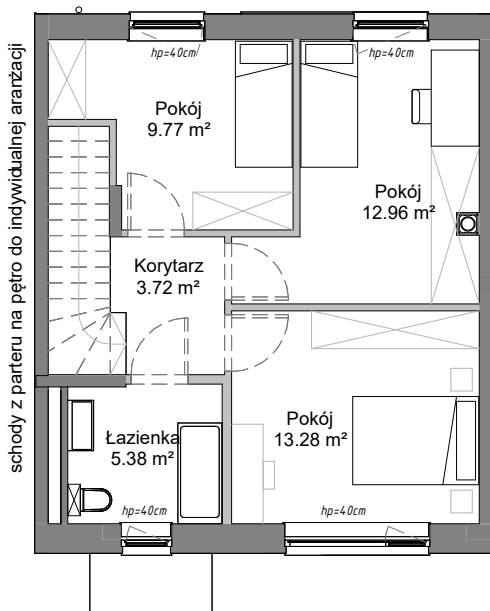 schody z parteru na pętro do indywidualnej aranżacji
hp=40cm
hp=40cm
Pokój
9.77 m²
Pokój
12.96 m²
Korytarz
3.72 m²
Pokój
13.28 m²
Łazienka
5.38 m²
hp=40cm
hp=40cm